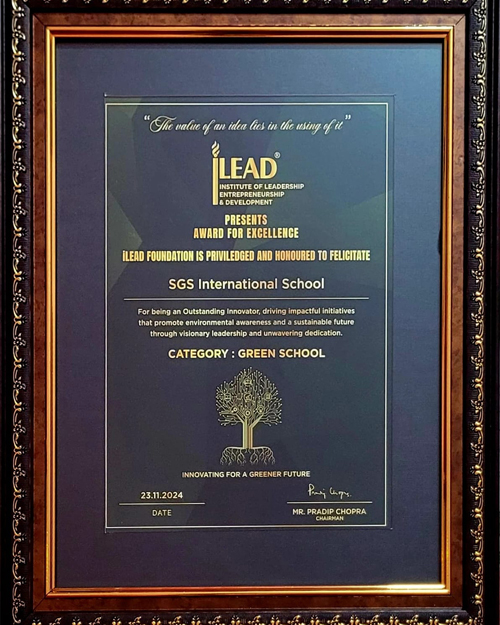 "The value of an idea lies in the using of it"
iLEAD®
INSTITUTE OF LEADERSHIP
ENTREPRENEURSHIP
& DEVELOPMENT
PRESENTS
AWARD FOR EXCELLENCE
iLEAD FOUNDATION IS PRIVILEDGED AND HONOURED TO FELICITATE
SGS International School
For being an Outstanding Innovator, driving impactful initiatives
that promote environmental awareness and a sustainable future
through visionary leadership and unwavering dedication.
CATEGORY : GREEN SCHOOL
INNOVATING FOR A GREENER FUTURE
23.11.2024
DATE
Pradip Chopra
MR. PRADIP CHOPRA
CHAIRMAN